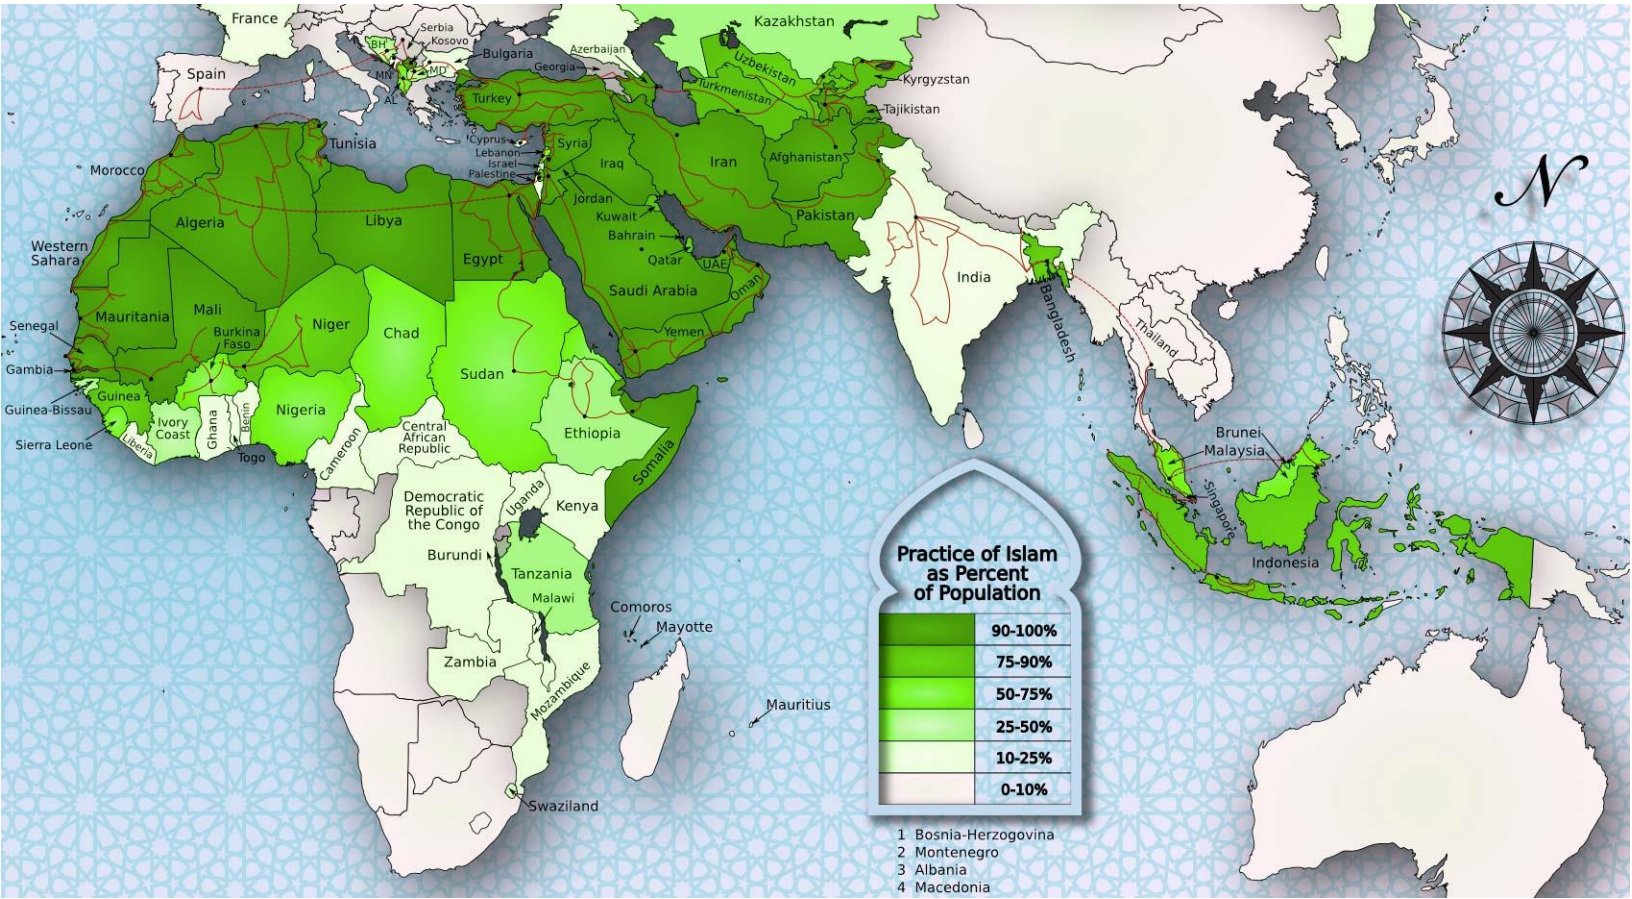 France
Kazakhstan
Serbia
Kosovo
BH
Bulgaria
Azerbaijan
Georgia
Uzbekistan
Kyrgyzstan
Spain
MN
MD
AL
Turkey
Turkmenistan
Tajikistan
Tunisia
Cyprus
Lebanon
Israel
Palestine
Syria
Iraq
Iran
Afghanistan
Morocco
Jordan
Kuwait
Pakistan
Algeria
Libya
Egypt
Bahrain
Qatar
UAE
Western
Sahara
Saudi Arabia
Oman
India
Bangladesh
N
Mauritania
Mali
Niger
Chad
Yemen
Thailand
Senegal
Burkina
Faso
Sudan
Gambia
Guinea
Guinea-Bissau
Nigeria
Sierra Leone
Liberia
Ivory
Coast
Ghana
Togo
Benin
Cameroon
Central
African
Republic
Ethiopia
Somalia
Brunei
Malaysia
Singapore
Democratic
Republic of
the Congo
Uganda
Kenya
Indonesia
Burundi
Tanzania
Malawi
Comoros
Mayotte
Zambia
Mozambique
Mauritius
Swaziland
Practice of Islam
as Percent
of Population
90-100%
75-90%
50-75%
25-50%
10-25%
0-10%
1 Bosnia-Herzogovina
2 Montenegro
3 Albania
4 Macedonia